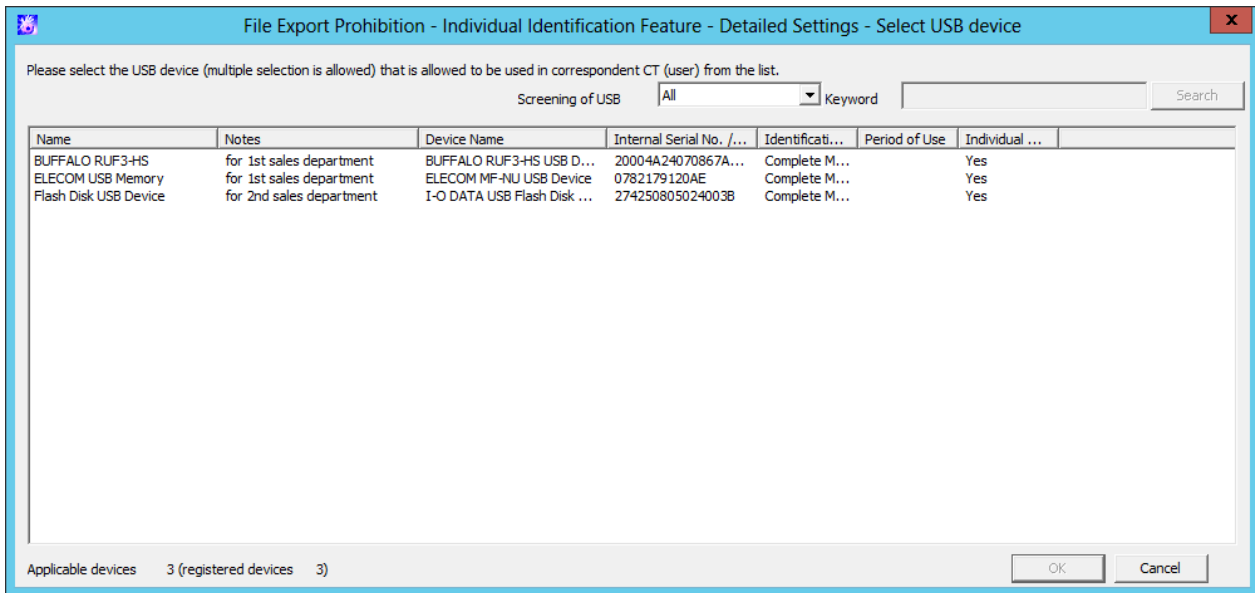 File Export Prohibition - Individual Identification Feature - Detailed Settings - Select USB device
x
Please select the USB device (multiple selection is allowed) that is allowed to be used in correspondent CT (user) from the list.
Screening of USB All Keyword Search
Name Notes Device Name Internal Serial No. /... Identificati... Period of Use Individual ...
BUFFALO RUF3-HS for 1st sales department BUFFALO RUF3-HS USB D... 20004A24070867A... Complete M... Yes
ELECOM USB Memory for 1st sales department ELECOM MF-NU USB Device 0782179120AE Complete M... Yes
Flash Disk USB Device for 2nd sales department I-O DATA USB Flash Disk ... 274250805024003B Complete M... Yes
Applicable devices 3 (registered devices 3) OK Cancel